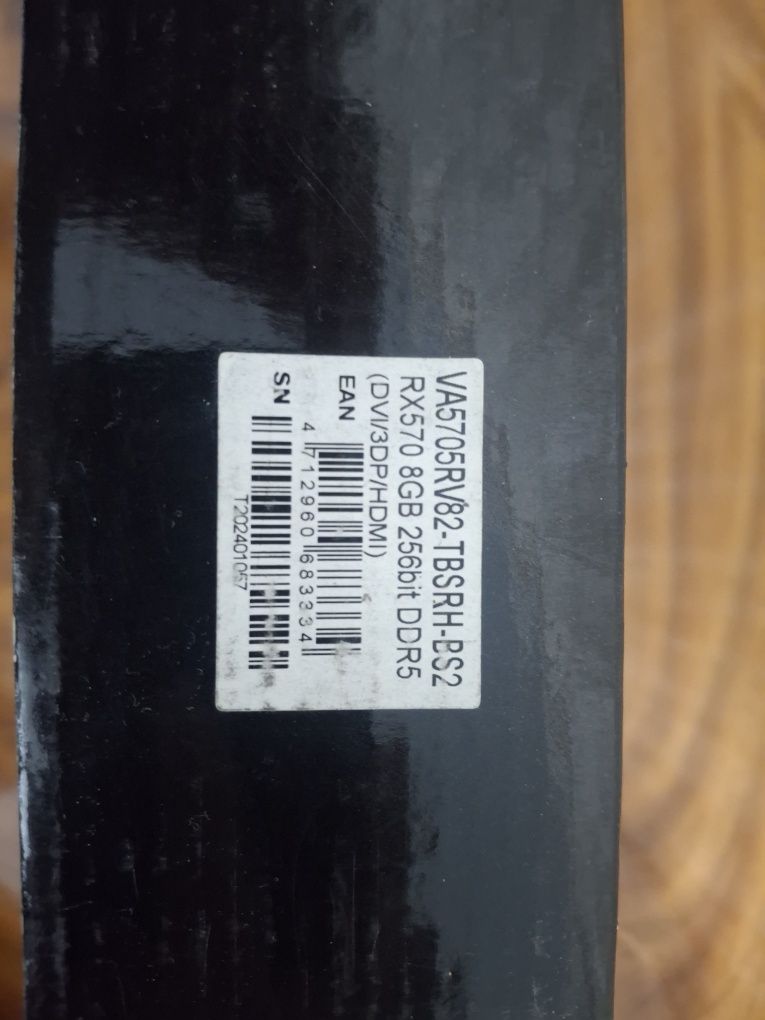 VA5705RV82-TBSRH-BS2
RX570 8GB 256bit DDR5
(DVI/3DP/HDMI)
EAN
4 712960 683334
SN
T202401057